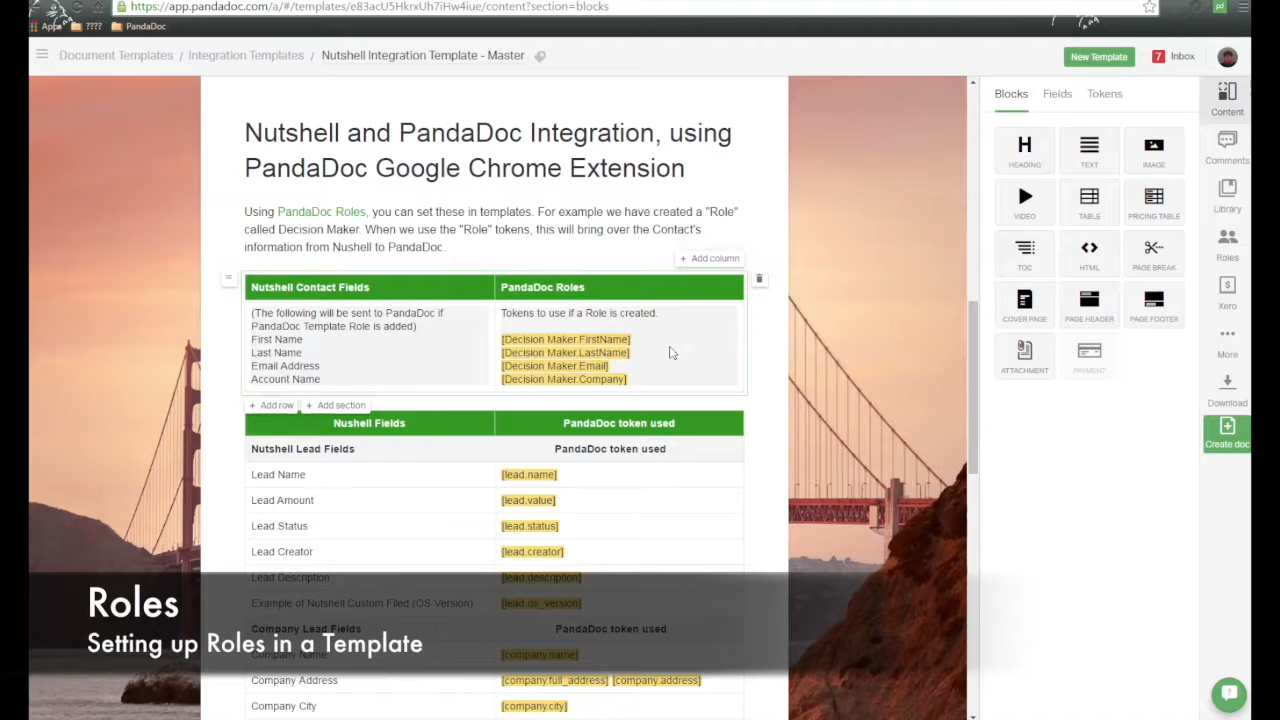 https://app.pandadoc.com/a/#/templates/e83acU5HkrxUh7iHw4iue/content?section=blocks
Apps ???? PandaDoc
Document Templates / Integration Templates / Nutshell Integration Template - Master
New Template 7 Inbox
Blocks Fields Tokens
Content
Comments
Library
Roles
Xero
More
Download
Create doc
HEADING TEXT IMAGE
VIDEO TABLE PRICING TABLE
TOC HTML PAGE BREAK
COVER PAGE PAGE HEADER PAGE FOOTER
ATTACHMENT PAYMENT
Nutshell and PandaDoc Integration, using
PandaDoc Google Chrome Extension
Using PandaDoc Roles, you can set these in templates. For example we have created a "Role"
called Decision Maker. When we use the "Role" tokens, this will bring over the Contact's
information from Nushell to PandaDoc.
+ Add column
Nutshell Contact Fields PandaDoc Roles
(The following will be sent to PandaDoc if Tokens to use if a Role is created.
PandaDoc Template Role is added)
First Name [Decision Maker.FirstName]
Last Name [Decision Maker.LastName]
Email Address [Decision Maker.Email]
Account Name [Decision Maker.Company]
+ Add row + Add section
Nushell Fields PandaDoc token used
Nutshell Lead Fields PandaDoc token used
Lead Name [lead.name]
Lead Amount [lead.value]
Lead Status [lead.status]
Lead Creator [lead.creator]
Lead Description [lead.description]
Example of Nutshell Custom Filed (OS Version) [lead.os_version]
Company Lead Fields PandaDoc token used
Company Name [company.name]
Company Address [company.full_address] [company.address]
Company City [company.city]
Roles
Setting up Roles in a Template